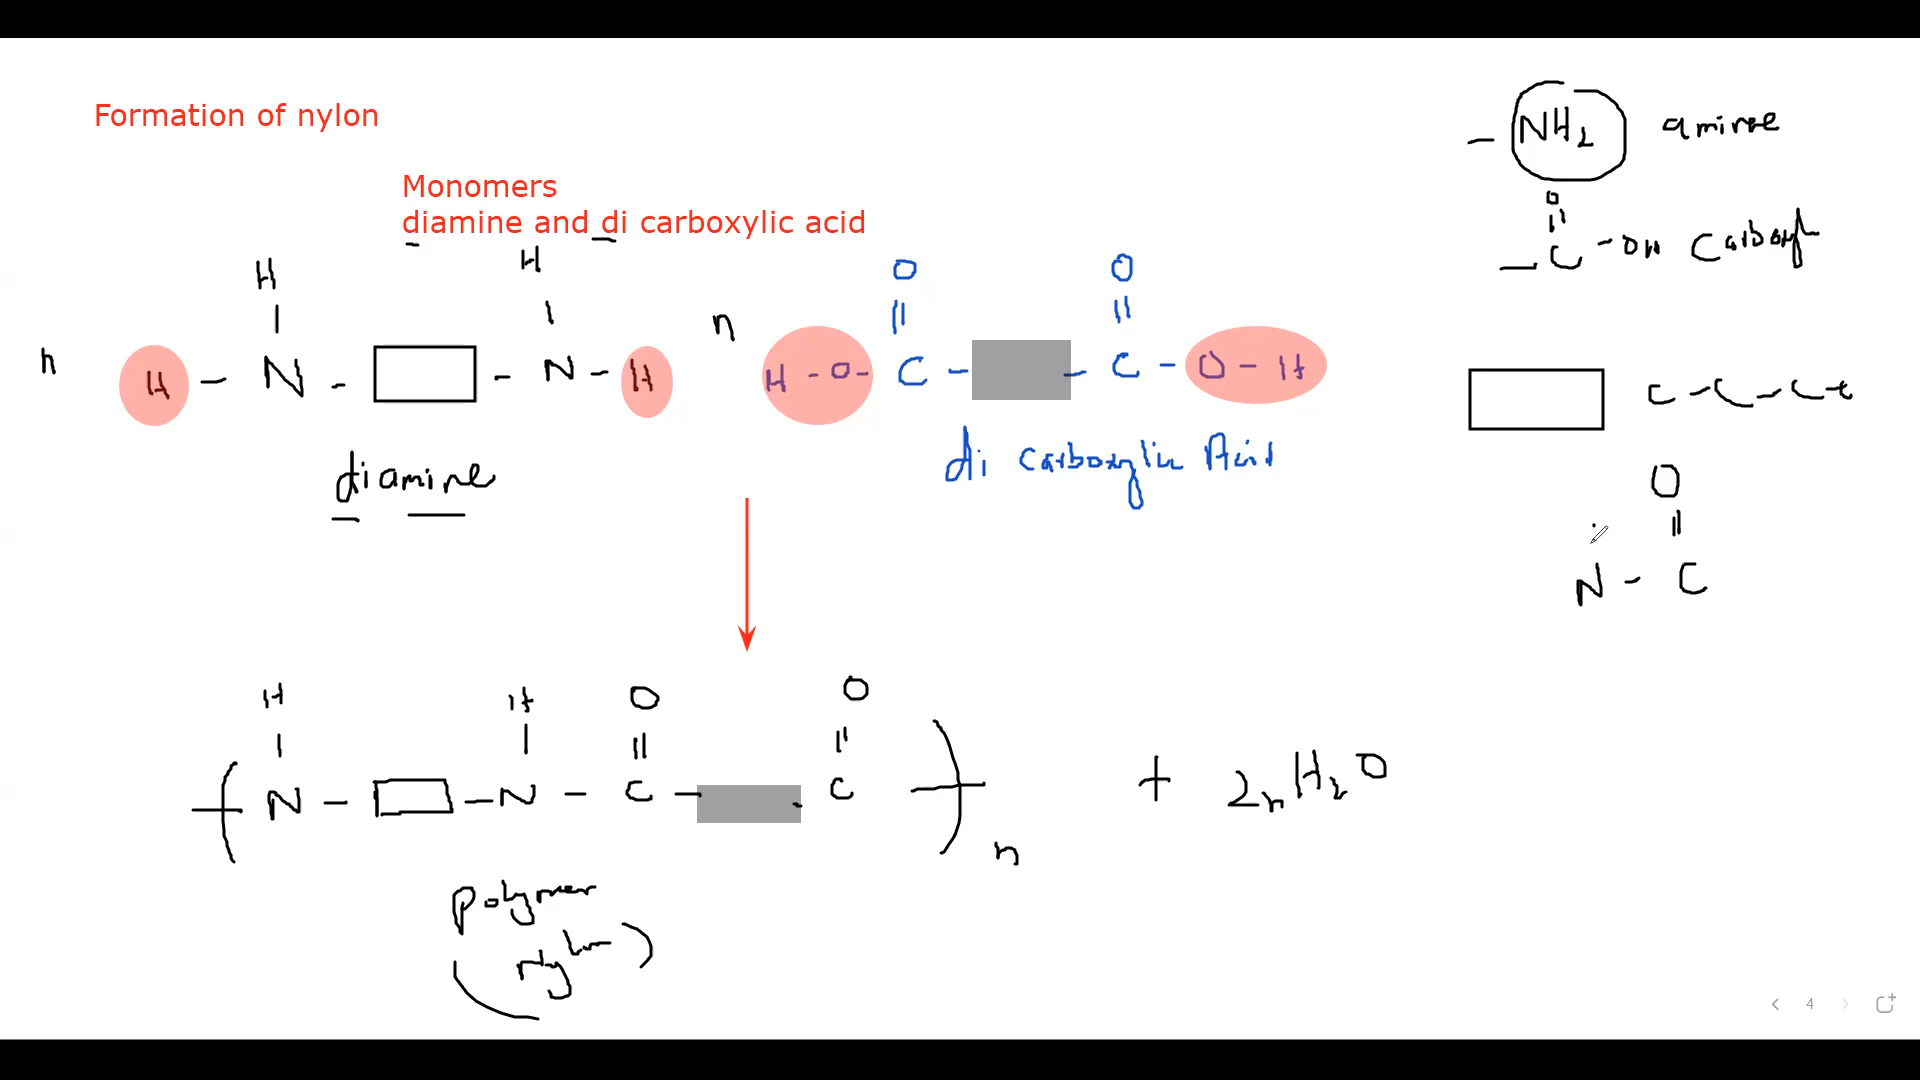 Formation of nylon
Monomers
diamine and di carboxylic acid
- NH2 amine
O
||
- C - OH Carboxyl
H H O O
| | || ||
n H - N - - N - H n H - O - C - - C - O - H
diamine di carboxylic Acid
C - C - C - C
O
||
N - C
H H O O
| | || ||
( N - - N - C - C ) n + 2n H2O
polymer
(nylon)
4